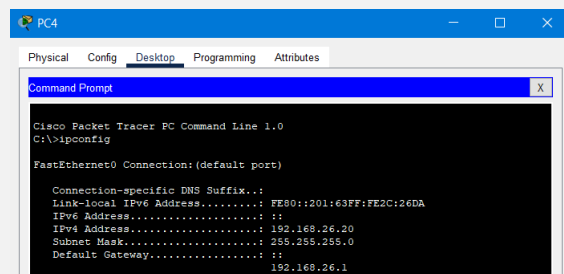 PC4
Physical Config Desktop Programming Attributes
Command Prompt
X
Cisco Packet Tracer PC Command Line 1.0
C:\>ipconfig
FastEthernet0 Connection:(default port)
Connection-specific DNS Suffix..:
Link-local IPv6 Address.........: FE80::201:63FF:FE2C:26DA
IPv6 Address....................: ::
IPv4 Address....................: 192.168.26.20
Subnet Mask.....................: 255.255.255.0
Default Gateway.................: ::
192.168.26.1